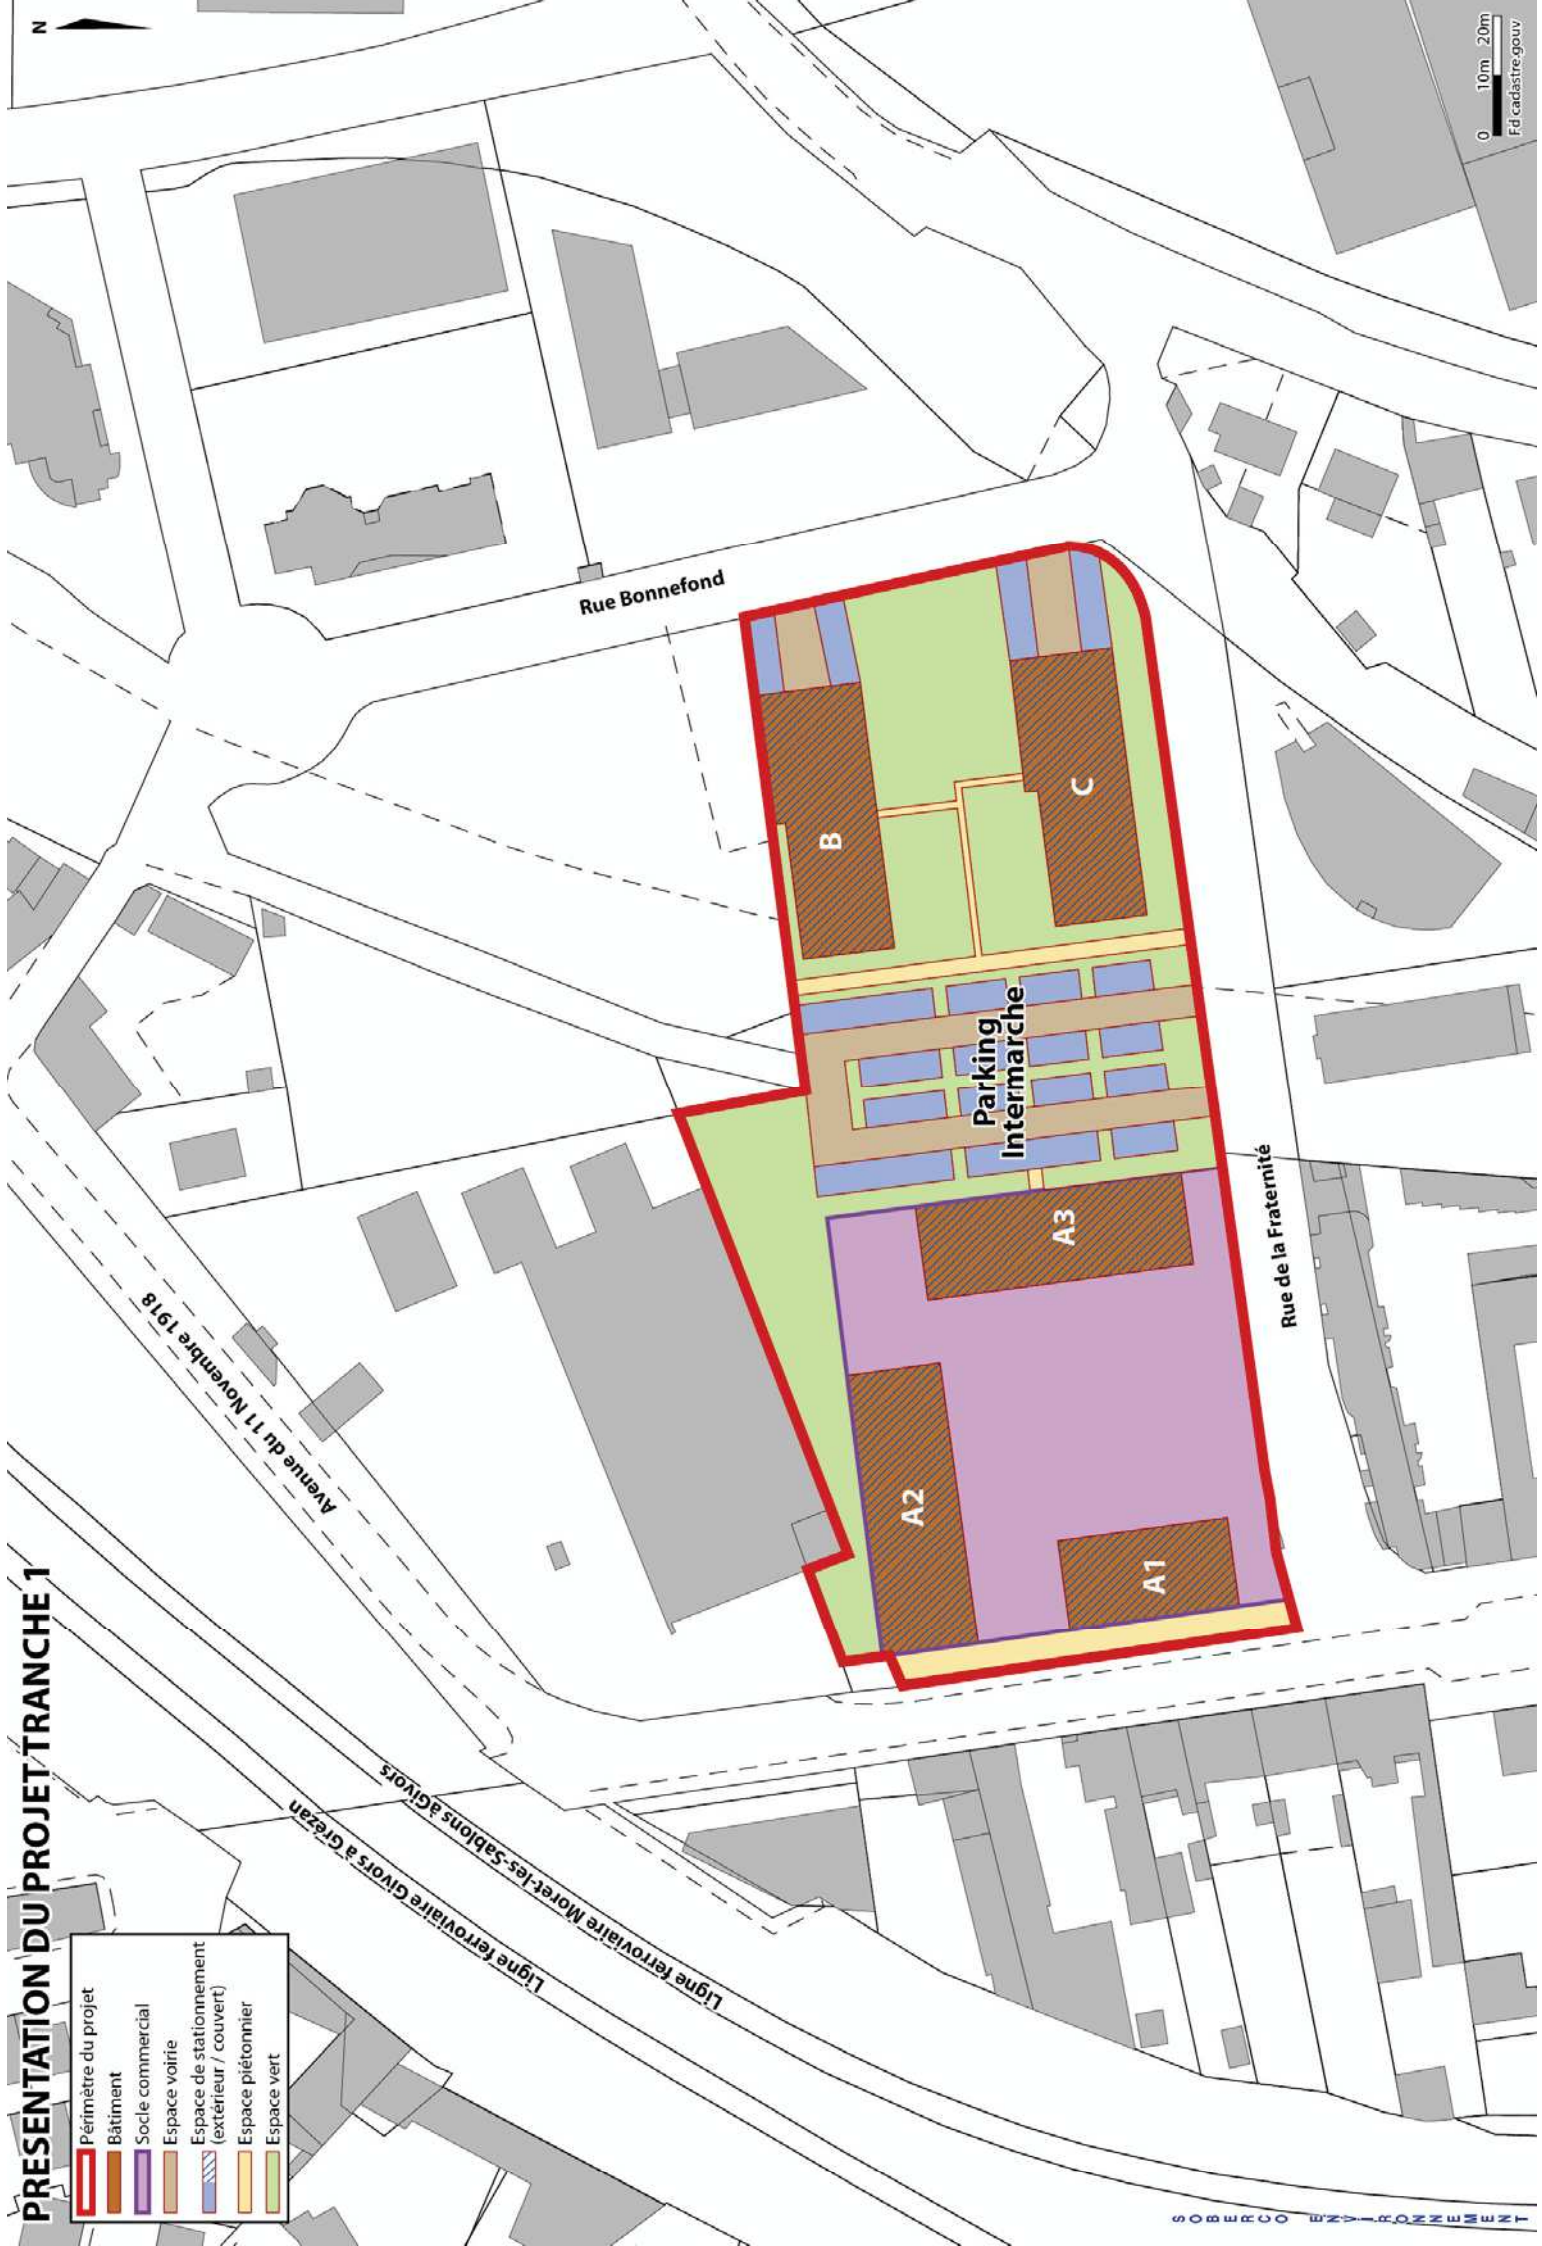 PRESENTATION DU PROJET TRANCHE 1
Périmètre du projet
Bâtiment
Socle commercial
Espace voirie
Espace de stationnement
(extérieur / couvert)
Espace piétonnier
Espace vert
N
Avenue du 11 Novembre 1918
Ligne ferroviaire Givors à Grézan
Ligne ferroviaire Moret-les-Sablons à Givors
Rue Bonnefond
B
C
Parking
Intermarche
A2
A3
A1
Rue de la Fraternité
0 10m 20m
Fd cadastre.gouv
SOBERCO ENVIRONNEMENT